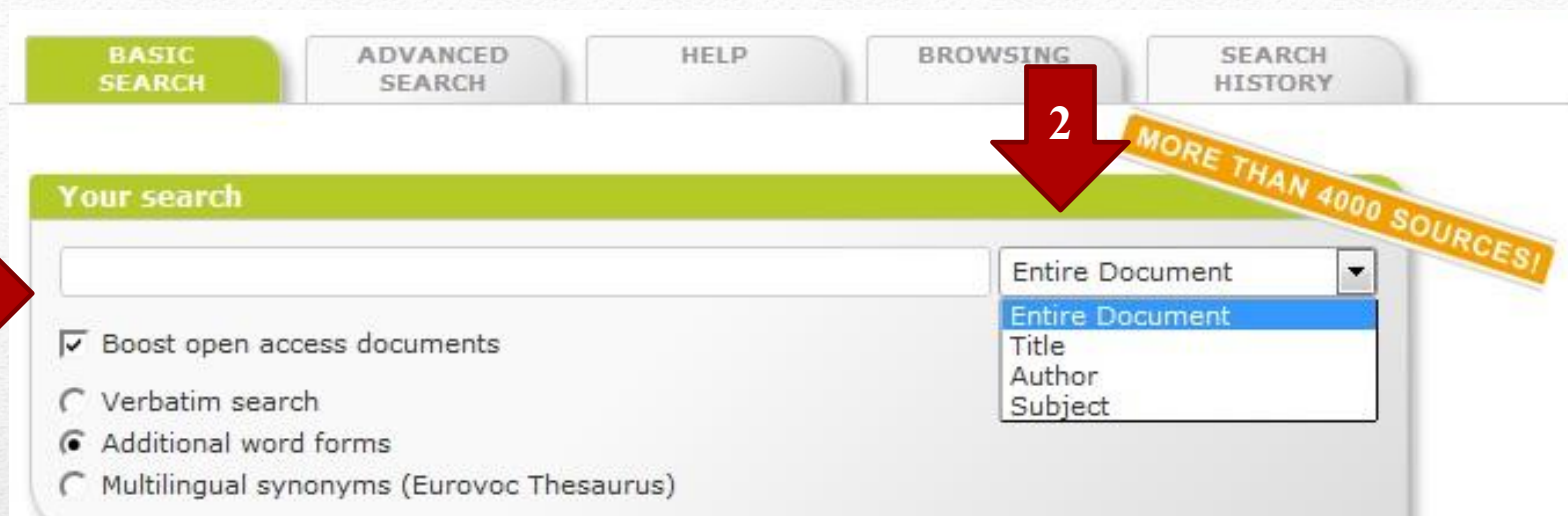 BASIC
SEARCH
ADVANCED
SEARCH
HELP
BROWSING
SEARCH
HISTORY
2
MORE THAN 4000 SOURCES!
Your search
Entire Document
Entire Document
Title
Author
Subject
Boost open access documents
Verbatim search
Additional word forms
Multilingual synonyms (Eurovoc Thesaurus)